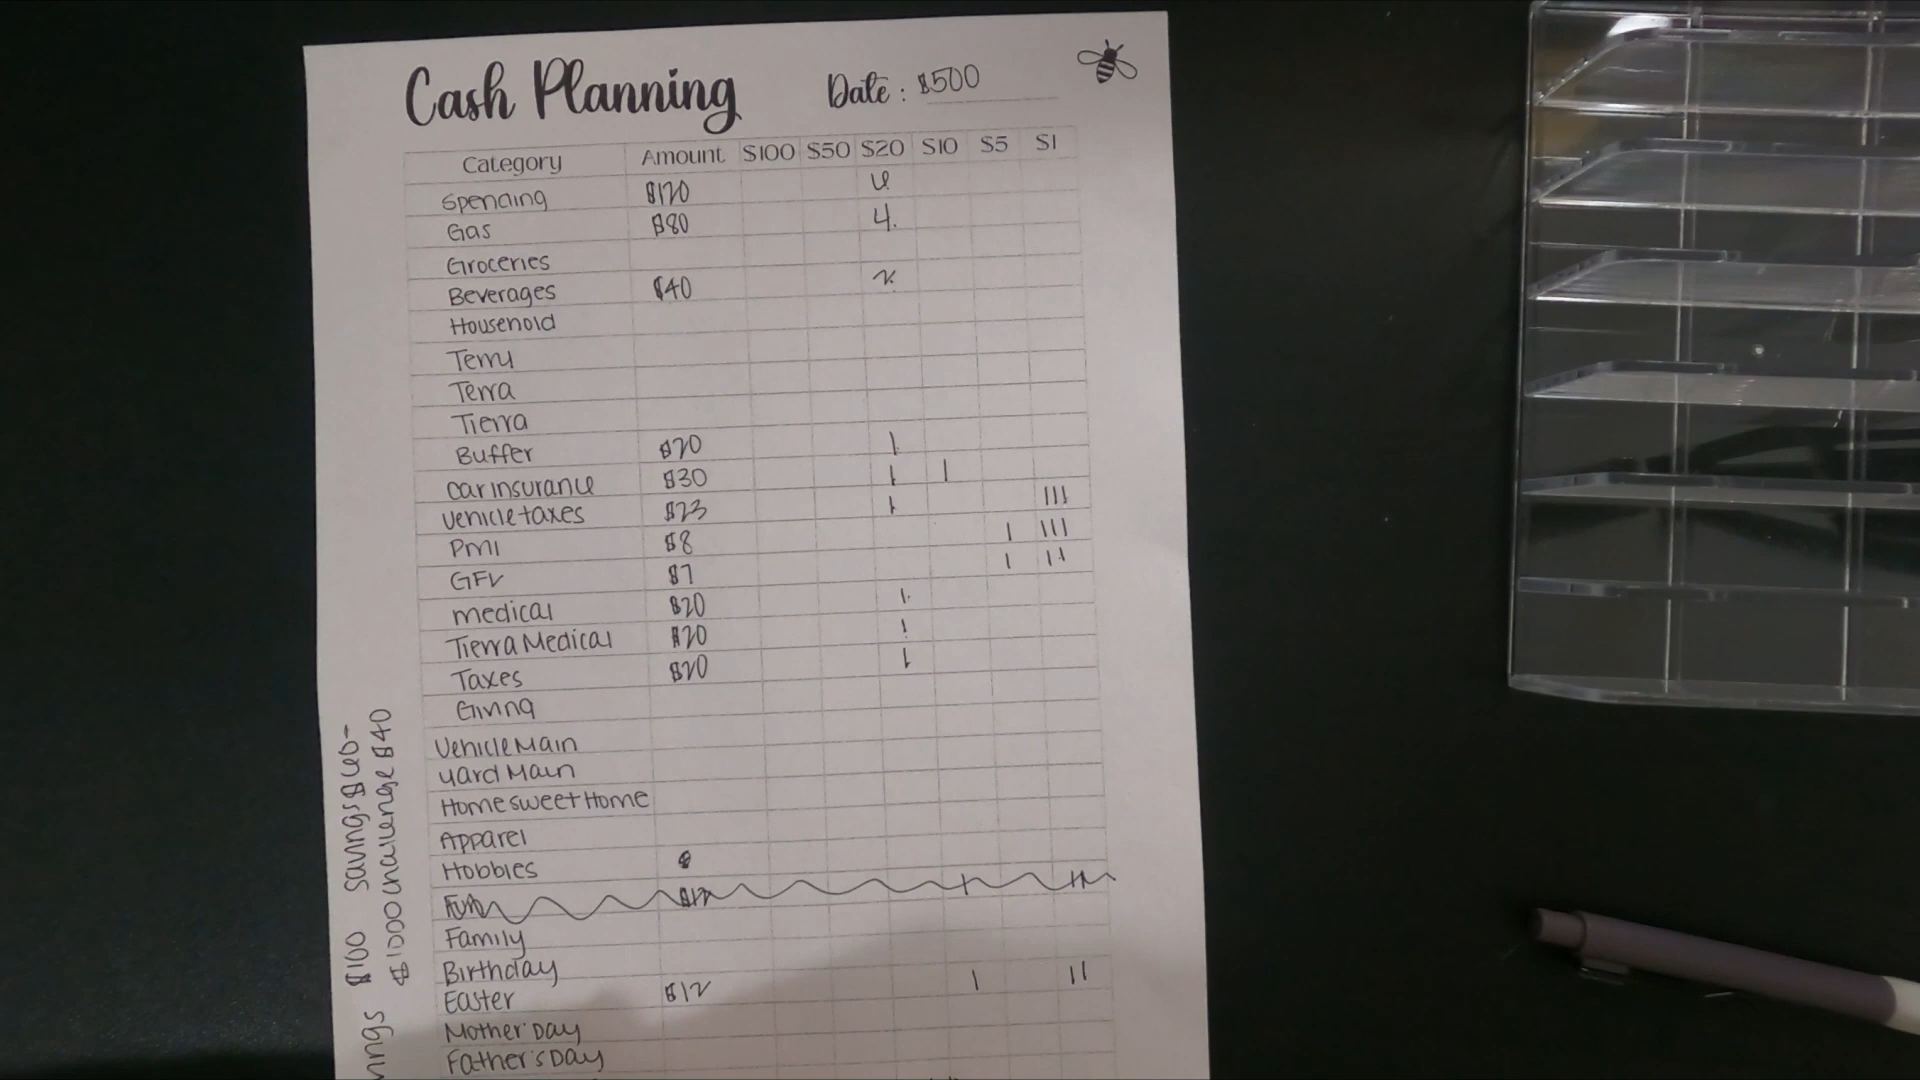 Cash Planning Date: $500
Category Amount $100 $50 $20 $10 $5 $1
Spending $120 6
Gas $80 4
Groceries
Beverages $40 2
Household
Terry
Terra
Tierra
Buffer $20 1
Car insurance $30 1 1
Vehicle taxes $23 1 111
PMI $8 1 111
GFV $7 1 11
medical $20 1
Tierra Medical $20 1
Taxes $20 1
Giving
Vehicle Main
Yard Main
Home sweet Home
Apparel
Hobbies
Fun $12 1 11
Family
Birthday
Easter $12 1 11
Mother' Day
Father's Day
$100 savings $60-
$1000 challenge $40